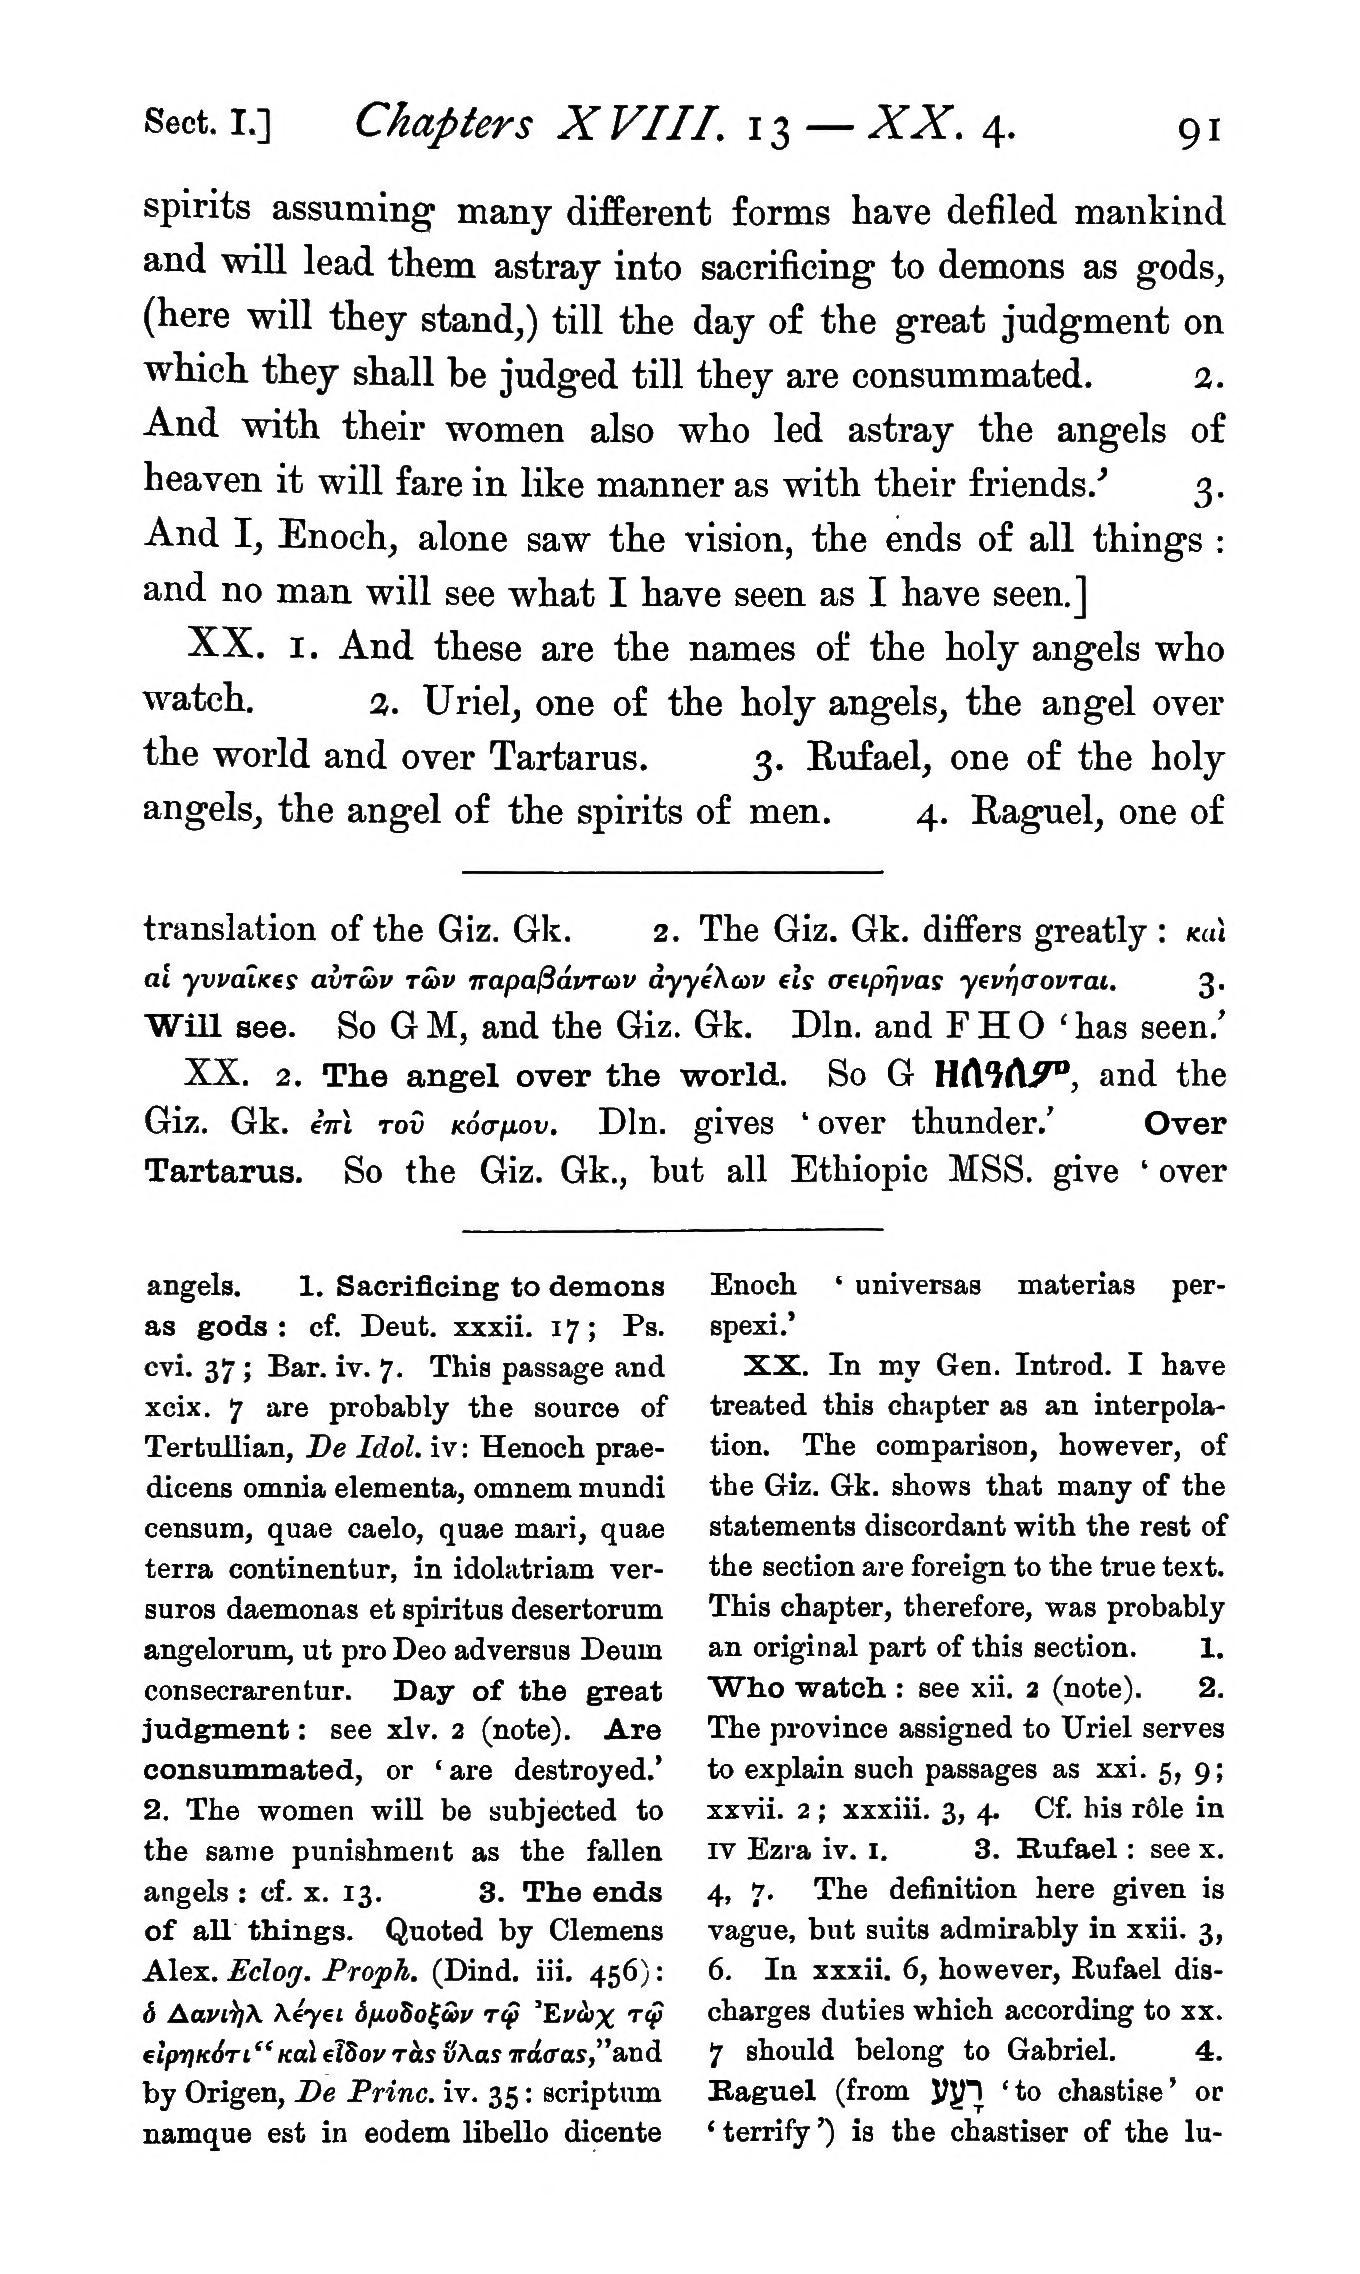 Sect. I.] Chapters XVIII. 13 — XX. 4. 91
spirits assuming many different forms have defiled mankind
and will lead them astray into sacrificing to demons as gods,
(here will they stand,) till the day of the great judgment on
which they shall be judged till they are consummated. 2.
And with their women also who led astray the angels of
heaven it will fare in like manner as with their friends.’ 3.
And I, Enoch, alone saw the vision, the ends of all things :
and no man will see what I have seen as I have seen.]
XX. 1. And these are the names of the holy angels who
watch. 2. Uriel, one of the holy angels, the angel over
the world and over Tartarus. 3. Rufael, one of the holy
angels, the angel of the spirits of men. 4. Raguel, one of
translation of the Giz. Gk. 2. The Giz. Gk. differs greatly : καὶ
αἱ γυναῖκες αὐτῶν τῶν παραβάντων ἀγγέλων εἰς σειρῆνας γενήσονται. 3.
Will see. So G M, and the Giz. Gk. Dln. and F H O ‘has seen.’
XX. 2. The angel over the world. So G ዘለዓለም, and the
Giz. Gk. ἐπὶ τοῦ κόσμου. Dln. gives ‘over thunder.’ Over
Tartarus. So the Giz. Gk., but all Ethiopic MSS. give ‘over
angels. 1. Sacrificing to demons
as gods : cf. Deut. xxxii. 17 ; Ps.
cvi. 37 ; Bar. iv. 7. This passage and
xcix. 7 are probably the source of
Tertullian, De Idol. iv: Henoch prae-
dicens omnia elementa, omnem mundi
censum, quae caelo, quae mari, quae
terra continentur, in idolatriam ver-
suros daemonas et spiritus desertorum
angelorum, ut pro Deo adversus Deum
consecrarentur. Day of the great
judgment : see xlv. 2 (note). Are
consummated, or ‘are destroyed.’
2. The women will be subjected to
the same punishment as the fallen
angels : cf. x. 13. 3. The ends
of all things. Quoted by Clemens
Alex. Eclog. Proph. (Dind. iii. 456):
ὁ Δανιὴλ λέγει ὁμοδοξῶν τῷ Ἐνὼχ τῷ
εἰρηκότι “καὶ εἶδον τὰς ὕλας πάσας,” and
by Origen, De Princ. iv. 35 : scriptum
namque est in eodem libello dicente
Enoch ‘universas materias per-
spexi.’
XX. In my Gen. Introd. I have
treated this chapter as an interpola-
tion. The comparison, however, of
the Giz. Gk. shows that many of the
statements discordant with the rest of
the section are foreign to the true text.
This chapter, therefore, was probably
an original part of this section. 1.
Who watch : see xii. 2 (note). 2.
The province assigned to Uriel serves
to explain such passages as xxi. 5, 9 ;
xxvii. 2 ; xxxiii. 3, 4. Cf. his rôle in
IV Ezra iv. 1. 3. Rufael : see x.
4, 7. The definition here given is
vague, but suits admirably in xxii. 3,
6. In xxxii. 6, however, Rufael dis-
charges duties which according to xx.
7 should belong to Gabriel. 4.
Raguel (from רָעַע ‘to chastise’ or
‘terrify’) is the chastiser of the lu-